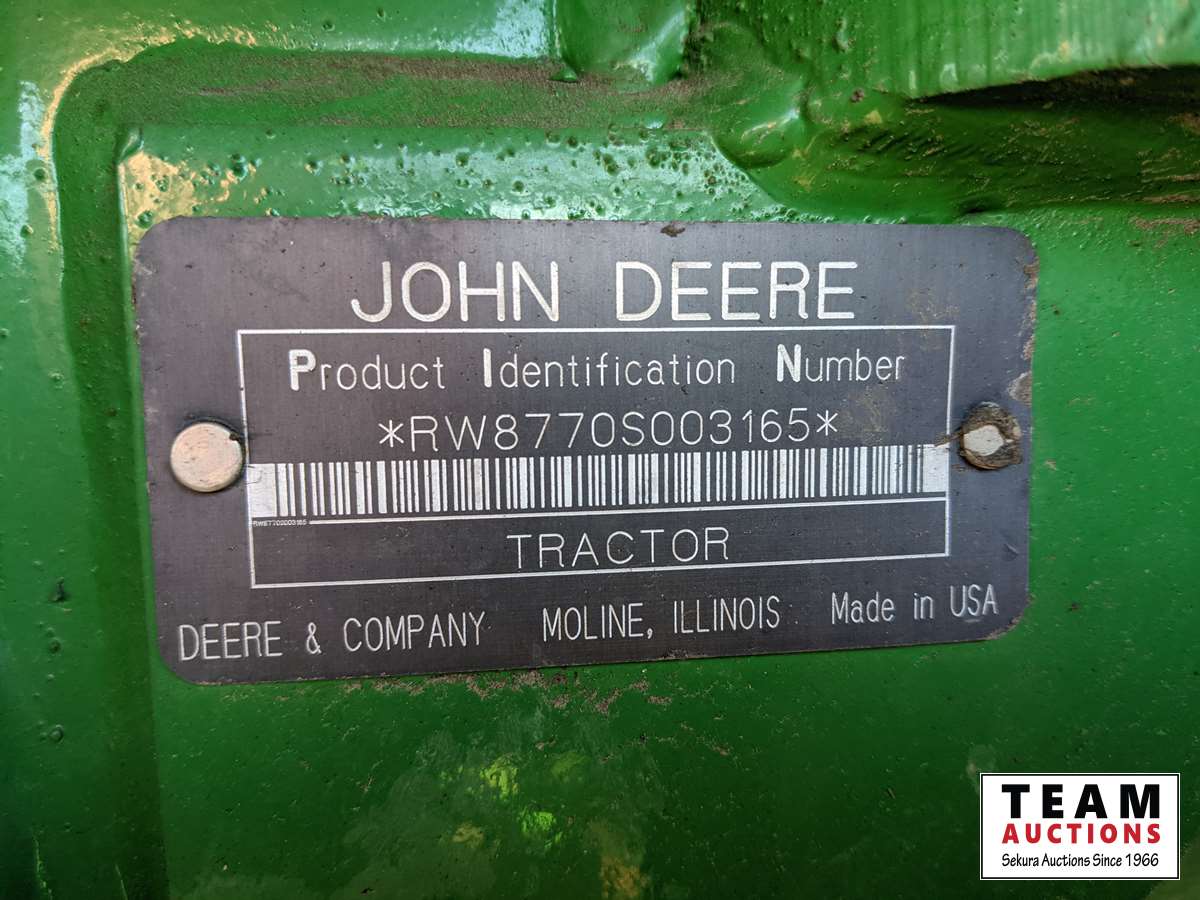 JOHN DEERE
Product Identification Number
*RW8770S003165*
RW8770S003165
TRACTOR
DEERE & COMPANY MOLINE, ILLINOIS Made in USA
TEAM
AUCTIONS
Sekura Auctions Since 1966